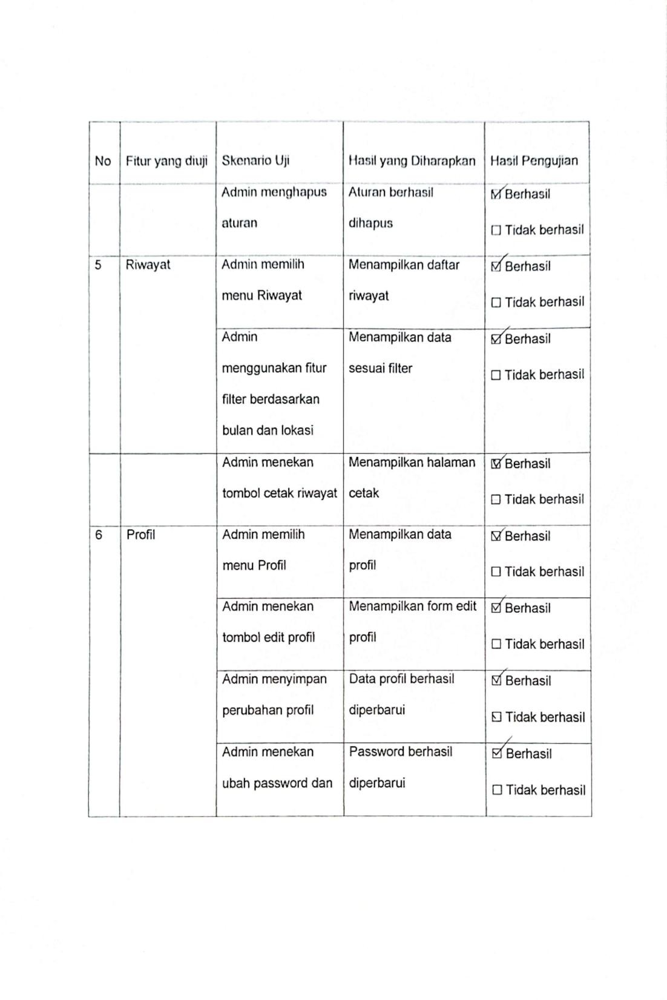 No Fitur yang diuji Skenario Uji Hasil yang Diharapkan Hasil Pengujian
Admin menghapus Aturan berhasil ☑ Berhasil
aturan dihapus ☐ Tidak berhasil
5 Riwayat Admin memilih Menampilkan daftar ☑ Berhasil
menu Riwayat riwayat ☐ Tidak berhasil
Admin Menampilkan data ☑ Berhasil
menggunakan fitur sesuai filter ☐ Tidak berhasil
filter berdasarkan
bulan dan lokasi
Admin menekan Menampilkan halaman ☑ Berhasil
tombol cetak riwayat cetak ☐ Tidak berhasil
6 Profil Admin memilih Menampilkan data ☑ Berhasil
menu Profil profil ☐ Tidak berhasil
Admin menekan Menampilkan form edit ☑ Berhasil
tombol edit profil profil ☐ Tidak berhasil
Admin menyimpan Data profil berhasil ☑ Berhasil
perubahan profil diperbarui ☐ Tidak berhasil
Admin menekan Password berhasil ☑ Berhasil
ubah password dan diperbarui ☐ Tidak berhasil